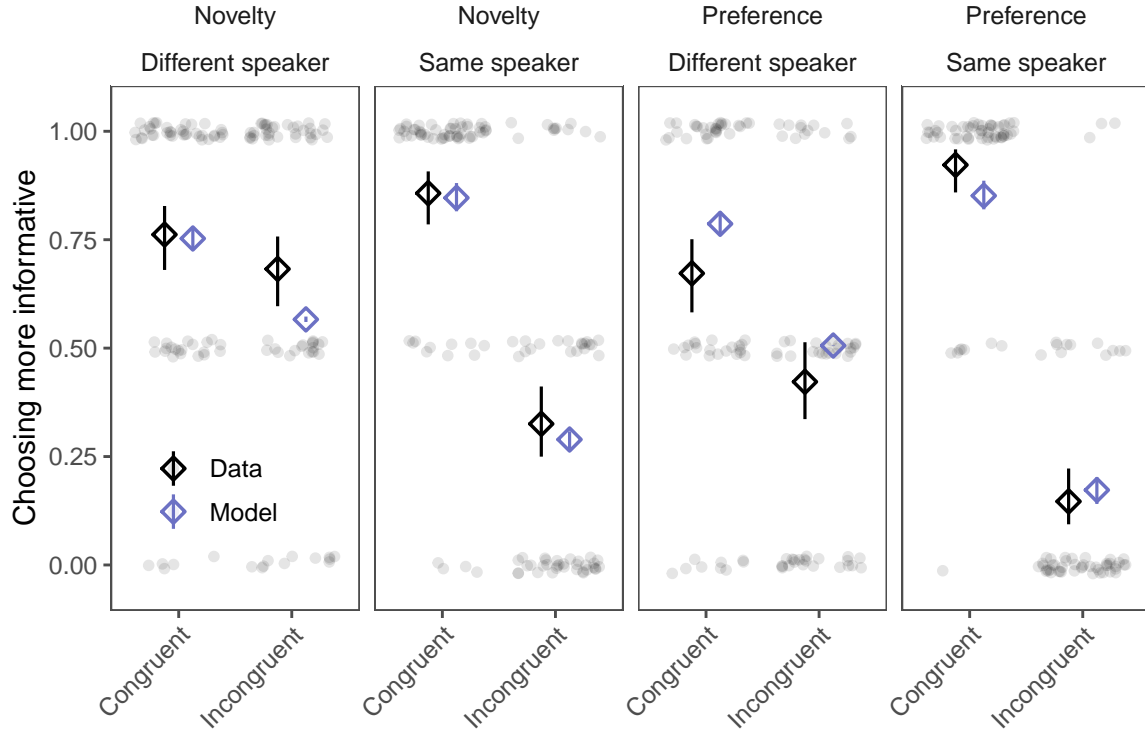 Novelty
Novelty
Preference
Preference
Different speaker
Same speaker
Different speaker
Same speaker
Choosing more informative
1.00
0.75
0.50
0.25
0.00
Data
Model
Congruent
Incongruent
Congruent
Incongruent
Congruent
Incongruent
Congruent
Incongruent